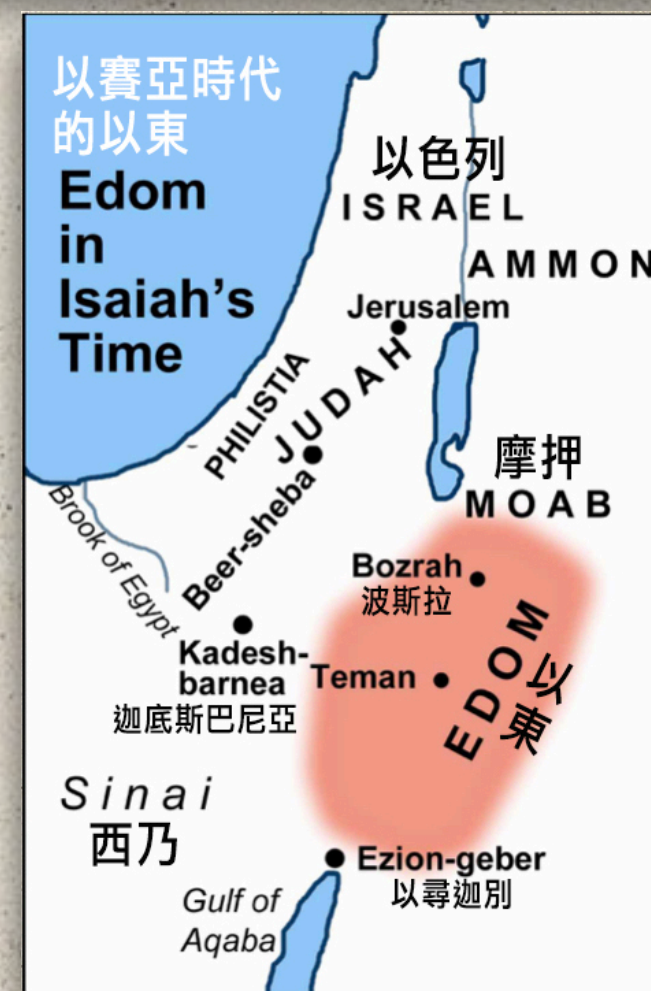 以賽亞時代
的以東
Edom
in
Isaiah's
Time
以色列
ISRAEL
AMMON
Jerusalem
PHILISTIA
JUDAH
Beer-sheba
Brook of Egypt
摩押
MOAB
Bozrah
波斯拉
EDOM
以東
Kadesh-
barnea
迦底斯巴尼亞
Teman
Sinai
西乃
Ezion-geber
以尋迦別
Gulf of
Aqaba